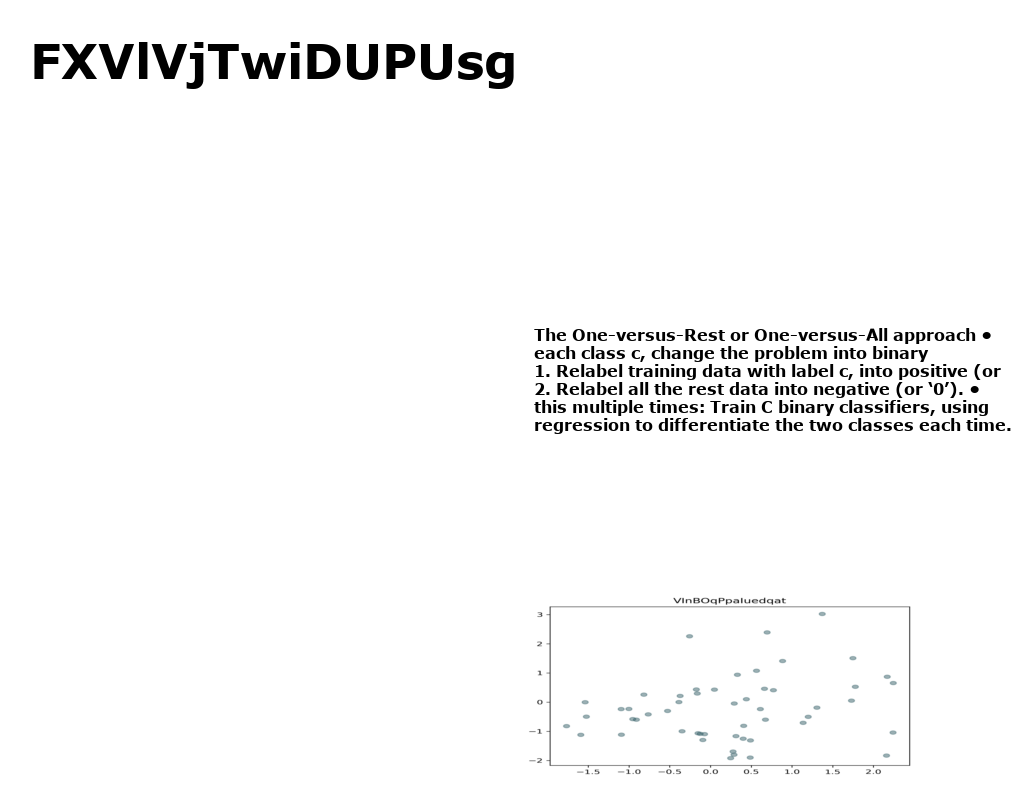 FXVlVjTwiDUPUsg
The One-versus-Rest or One-versus-All approach •
each class c, change the problem into binary
1. Relabel training data with label c, into positive (or
2. Relabel all the rest data into negative (or ‘0’). •
this multiple times: Train C binary classifiers, using
regression to differentiate the two classes each time.
VlnBOqPpaluedqat
3
2
1
0
−1
−2
−1.5 −1.0 −0.5 0.0 0.5 1.0 1.5 2.0